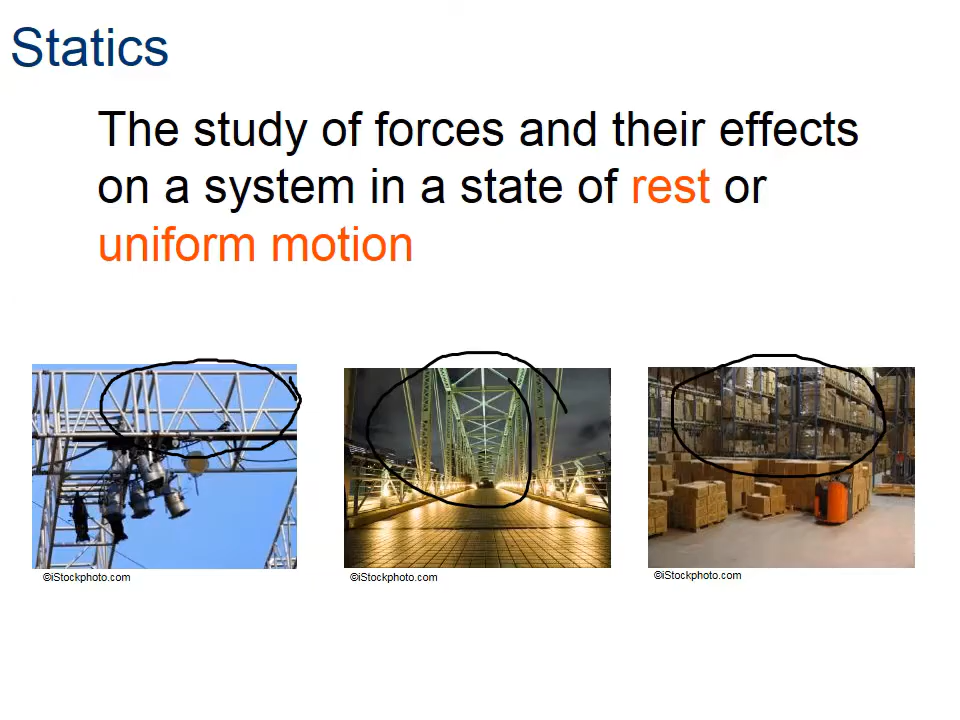 Statics
The study of forces and their effects
on a system in a state of rest or
uniform motion
©iStockphoto.com
©iStockphoto.com
©iStockphoto.com